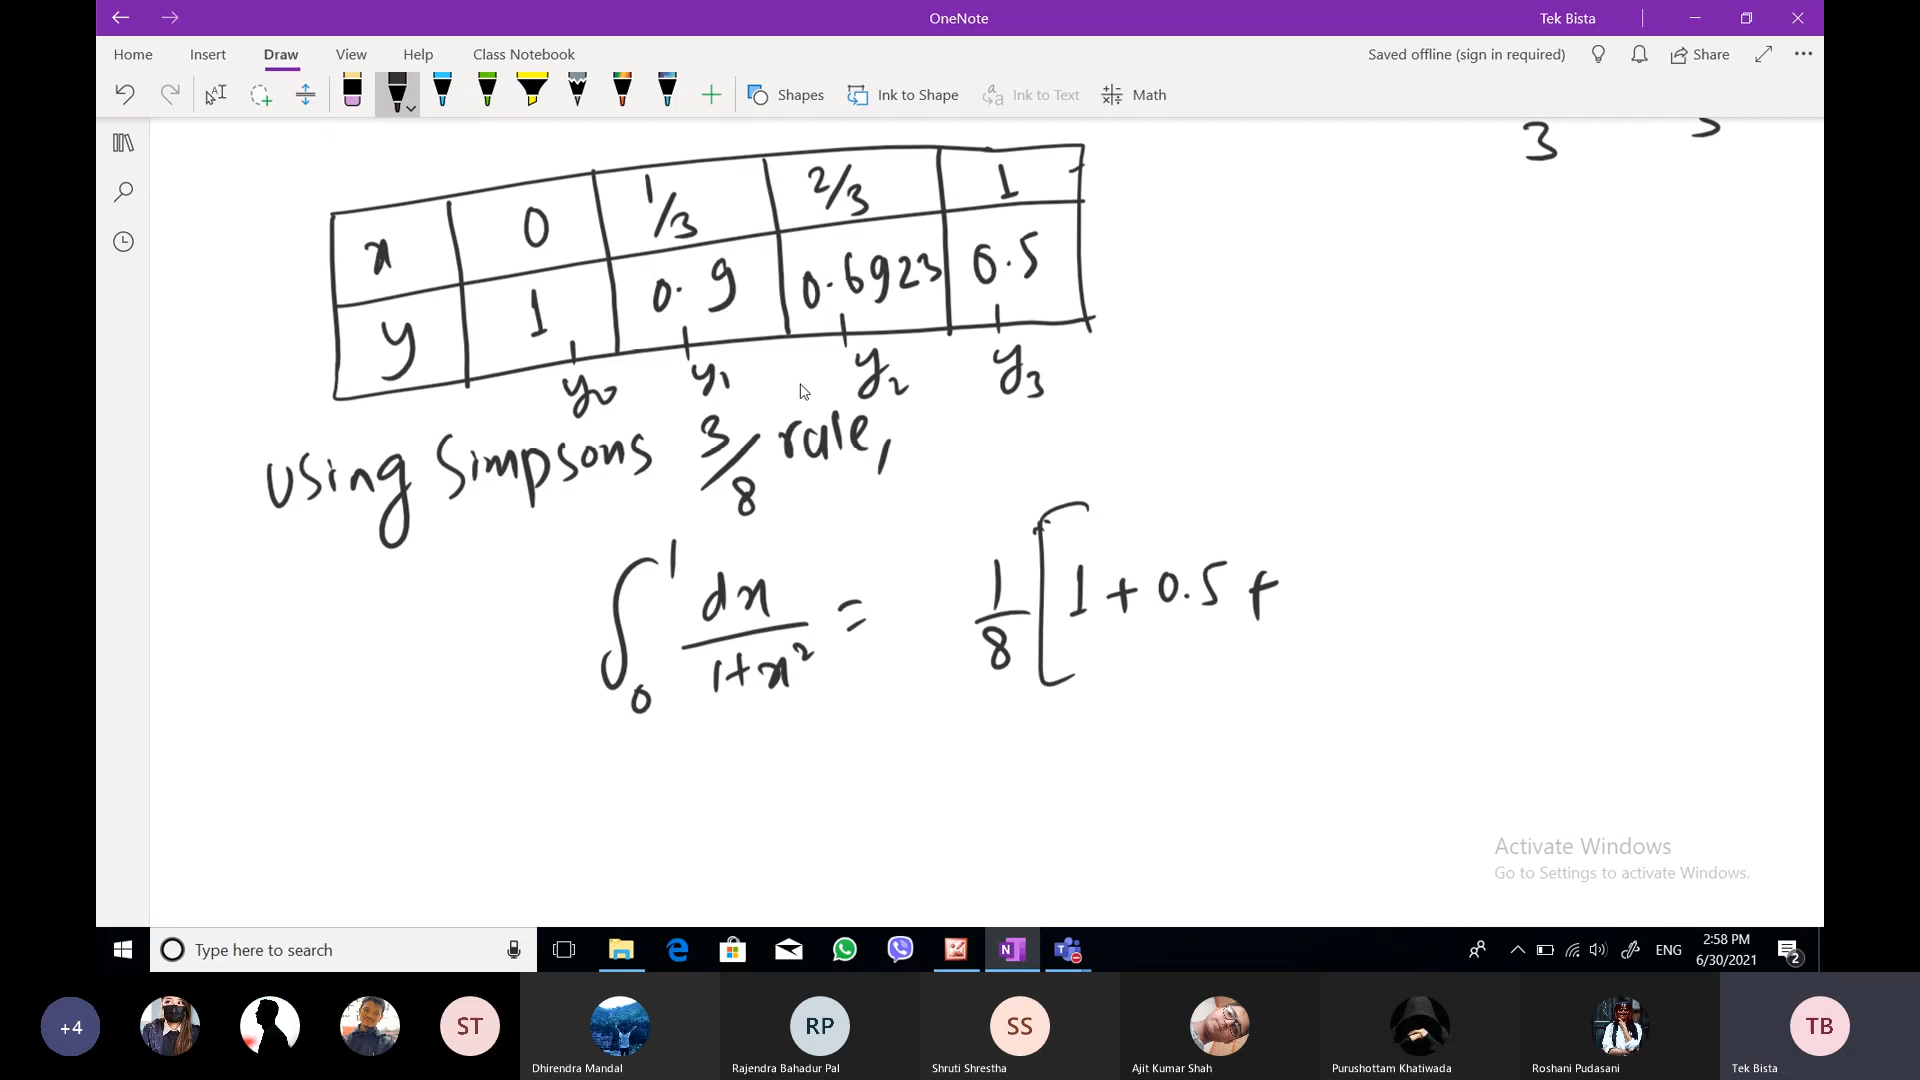 OneNote
Tek Bista
Home Insert Draw View Help Class Notebook
Saved offline (sign in required) Share
Shapes Ink to Shape Ink to Text Math
3
x 0 1/3 2/3 1
y 1 0.9 0.6923 0.5
y0 y1 y2 y3
Using Simpsons 3/8 rule,
∫₀¹ dx/(1+x²) = 1/8 [1 + 0.5 +
Activate Windows
Go to Settings to activate Windows.
Type here to search
ENG
2:58 PM
6/30/2021
2
+4
ST
RP
SS
TB
Dhirendra Mandal
Rajendra Bahadur Pal
Shruti Shrestha
Ajit Kumar Shah
Purushottam Khatiwada
Roshani Pudasani
Tek Bista